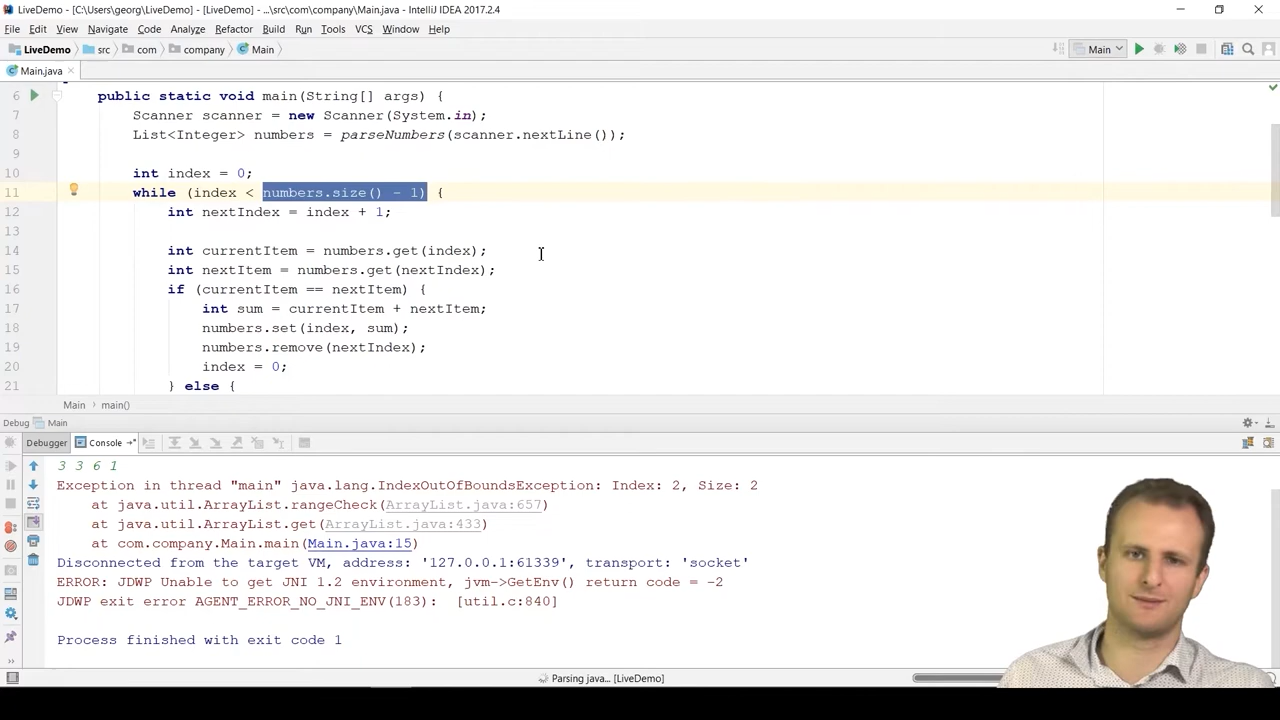 LiveDemo - [C:\Users\georg\LiveDemo] - [LiveDemo] - ...\src\com\company\Main.java - IntelliJ IDEA 2017.2.4
File Edit View Navigate Code Analyze Refactor Build Run Tools VCS Window Help
LiveDemo src com company Main Main
Main.java
6 public static void main(String[] args) {
7 Scanner scanner = new Scanner(System.in);
8 List<Integer> numbers = parseNumbers(scanner.nextLine());
9
10 int index = 0;
11 while (index < numbers.size() - 1) {
12 int nextIndex = index + 1;
13
14 int currentItem = numbers.get(index);
15 int nextItem = numbers.get(nextIndex);
16 if (currentItem == nextItem) {
17 int sum = currentItem + nextItem;
18 numbers.set(index, sum);
19 numbers.remove(nextIndex);
20 index = 0;
21 } else {
Main main()
Debug Main
Debugger Console
3 3 6 1
Exception in thread "main" java.lang.IndexOutOfBoundsException: Index: 2, Size: 2
at java.util.ArrayList.rangeCheck(ArrayList.java:657)
at java.util.ArrayList.get(ArrayList.java:433)
at com.company.Main.main(Main.java:15)
Disconnected from the target VM, address: '127.0.0.1:61339', transport: 'socket'
ERROR: JDWP Unable to get JNI 1.2 environment, jvm->GetEnv() return code = -2
JDWP exit error AGENT_ERROR_NO_JNI_ENV(183): [util.c:840]
Process finished with exit code 1
Parsing java... [LiveDemo]